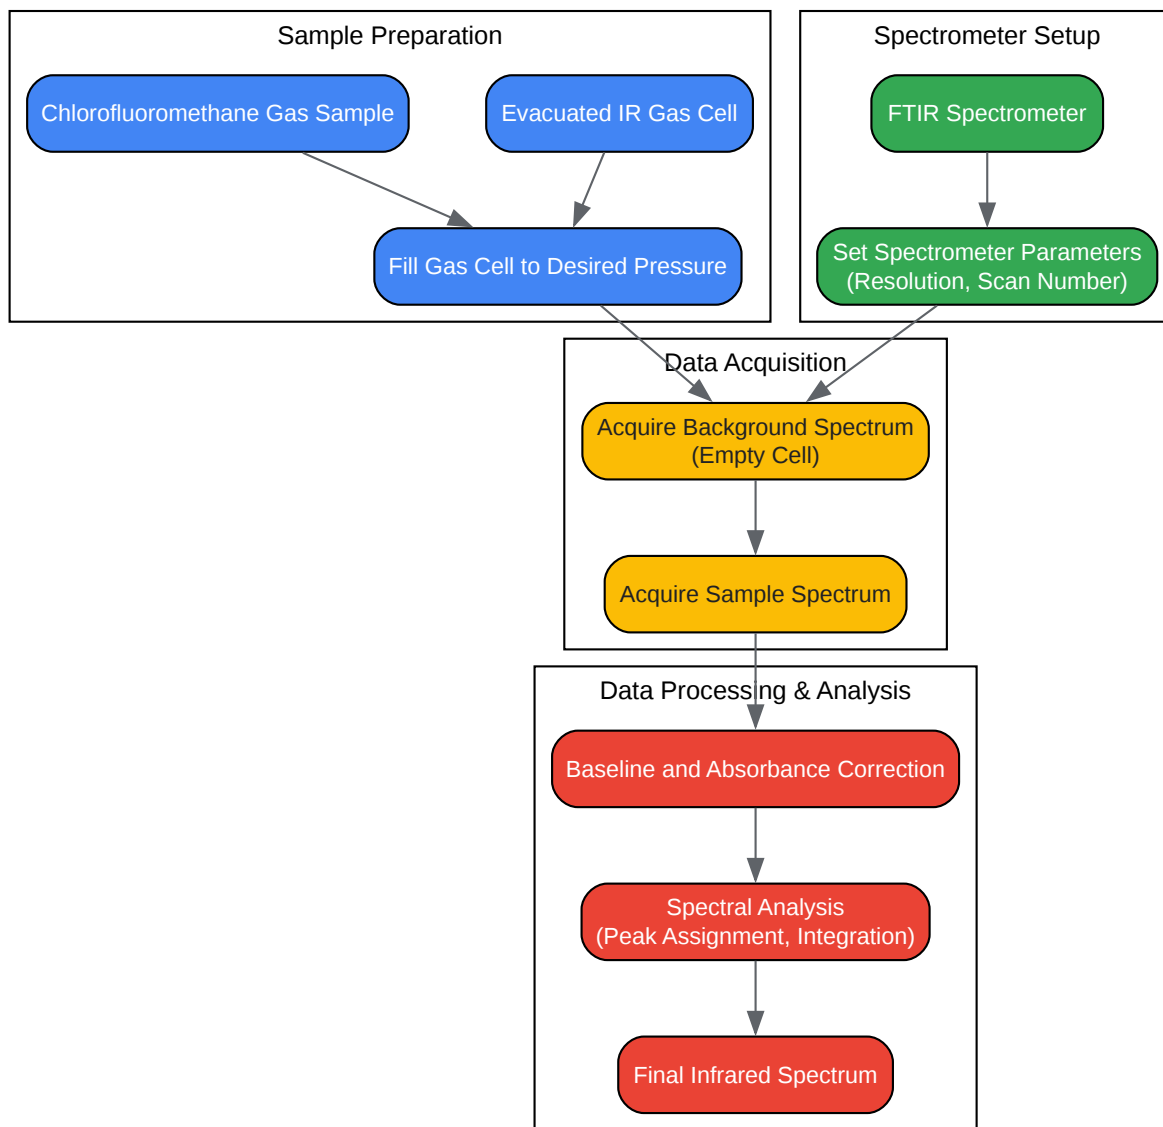 Sample Preparation
Chlorofluoromethane Gas Sample
Evacuated IR Gas Cell
Fill Gas Cell to Desired Pressure
Spectrometer Setup
FTIR Spectrometer
Set Spectrometer Parameters
(Resolution, Scan Number)
Data Acquisition
Acquire Background Spectrum
(Empty Cell)
Acquire Sample Spectrum
Data Processing & Analysis
Baseline and Absorbance Correction
Spectral Analysis
(Peak Assignment, Integration)
Final Infrared Spectrum